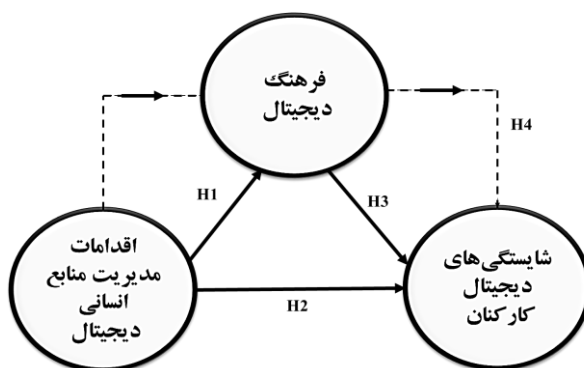 فرهنگ
دیجیتال
H4
H1
H3
اقدامات
مدیریت منابع
انسانی
دیجیتال
شایستگی‌های
دیجیتال
کارکنان
H2